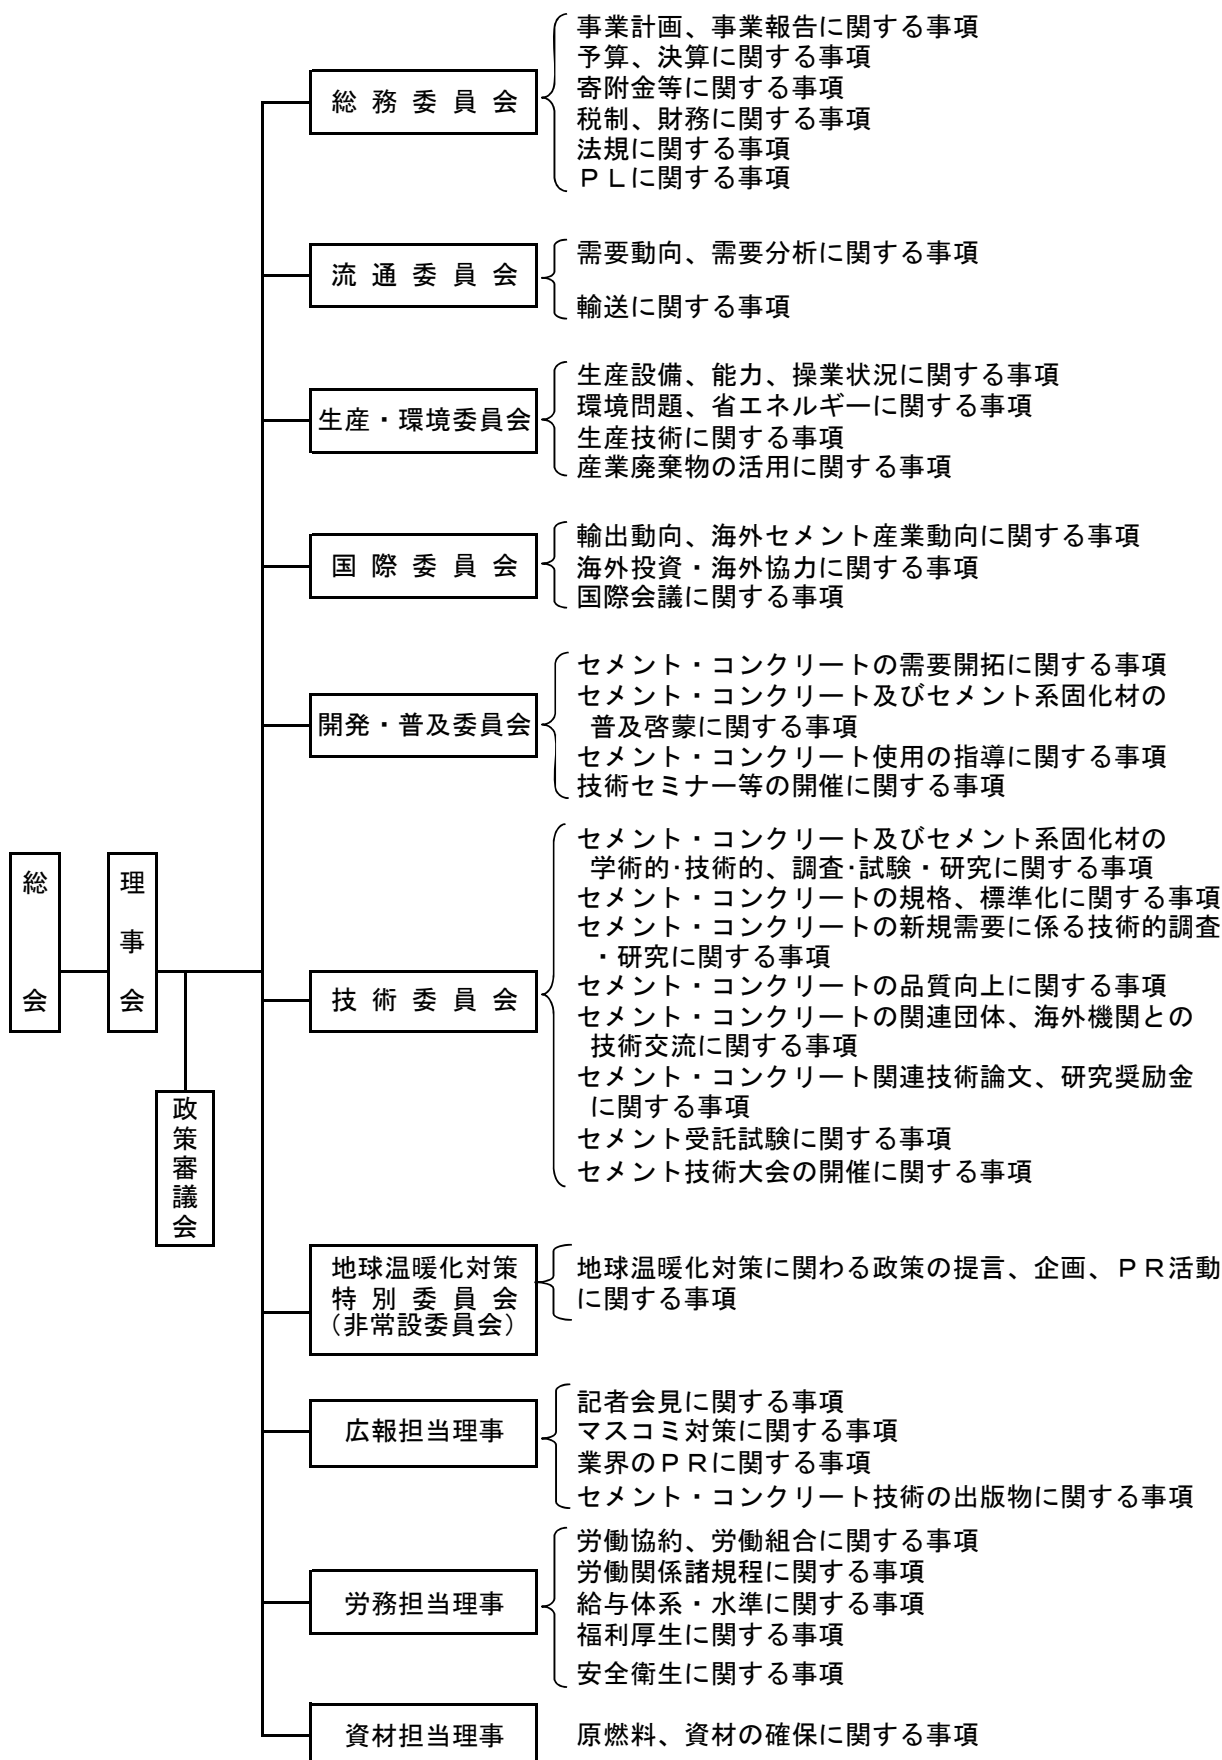 総会
理事会
政策審議会
総務委員会
事業計画、事業報告に関する事項
予算、決算に関する事項
寄附金等に関する事項
税制、財務に関する事項
法規に関する事項
ＰＬに関する事項
流通委員会
需要動向、需要分析に関する事項
輸送に関する事項
生産・環境委員会
生産設備、能力、操業状況に関する事項
環境問題、省エネルギーに関する事項
生産技術に関する事項
産業廃棄物の活用に関する事項
国際委員会
輸出動向、海外セメント産業動向に関する事項
海外投資・海外協力に関する事項
国際会議に関する事項
開発・普及委員会
セメント・コンクリートの需要開拓に関する事項
セメント・コンクリート及びセメント系固化材の
普及啓蒙に関する事項
セメント・コンクリート使用の指導に関する事項
技術セミナー等の開催に関する事項
技術委員会
セメント・コンクリート及びセメント系固化材の
学術的・技術的、調査・試験・研究に関する事項
セメント・コンクリートの規格、標準化に関する事項
セメント・コンクリートの新規需要に係る技術的調査
・研究に関する事項
セメント・コンクリートの品質向上に関する事項
セメント・コンクリートの関連団体、海外機関との
技術交流に関する事項
セメント・コンクリート関連技術論文、研究奨励金
に関する事項
セメント受託試験に関する事項
セメント技術大会の開催に関する事項
地球温暖化対策
特別委員会
（非常設委員会）
地球温暖化対策に関わる政策の提言、企画、ＰＲ活動
に関する事項
広報担当理事
記者会見に関する事項
マスコミ対策に関する事項
業界のＰＲに関する事項
セメント・コンクリート技術の出版物に関する事項
労務担当理事
労働協約、労働組合に関する事項
労働関係諸規程に関する事項
給与体系・水準に関する事項
福利厚生に関する事項
安全衛生に関する事項
資材担当理事
原燃料、資材の確保に関する事項